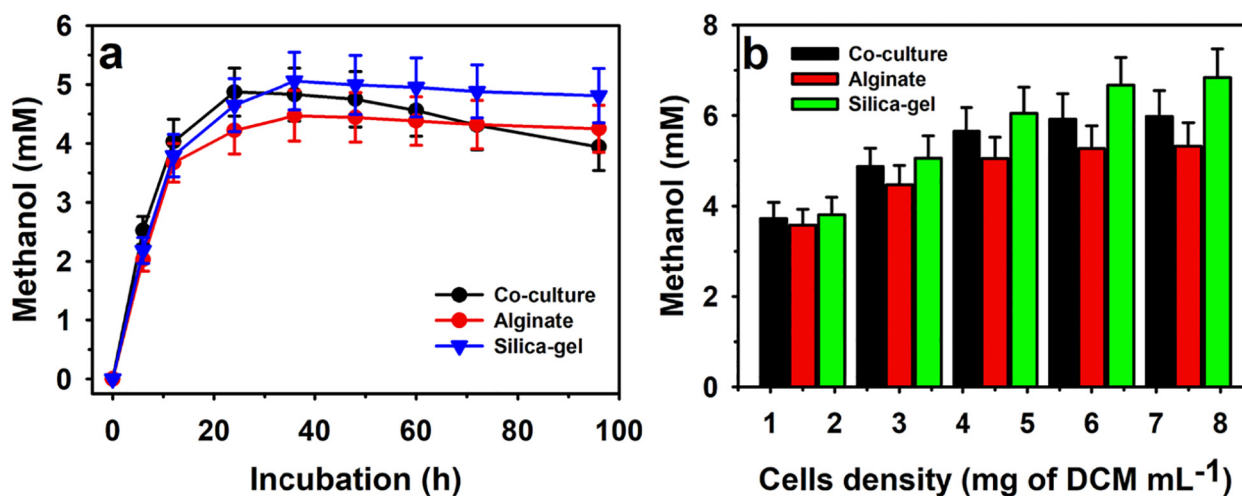 a
Methanol (mM)
6
5
4
3
2
1
0
Co-culture
Alginate
Silica-gel
0 20 40 60 80 100
Incubation (h)
b
Methanol (mM)
8
6
4
2
0
Co-culture
Alginate
Silica-gel
1 2 3 4 5 6 7 8
Cells density (mg of DCM mL⁻¹)